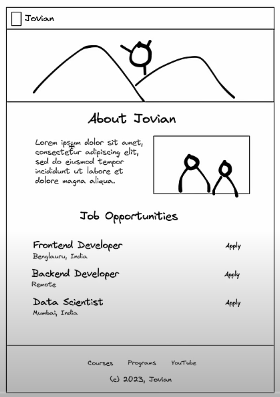 Jovian
About Jovian
Lorem ipsum dolor sit amet,
consectetur adipiscing elit,
sed do eiusmod tempor
incididunt ut labore et
dolore magna aliqua.
Job Opportunities
Frontend Developer
Apply
Benglauru, India
Backend Developer
Apply
Remote
Data Scientist
Apply
Mumbai, India
Courses Programs YouTube
(c) 2023, Jovian